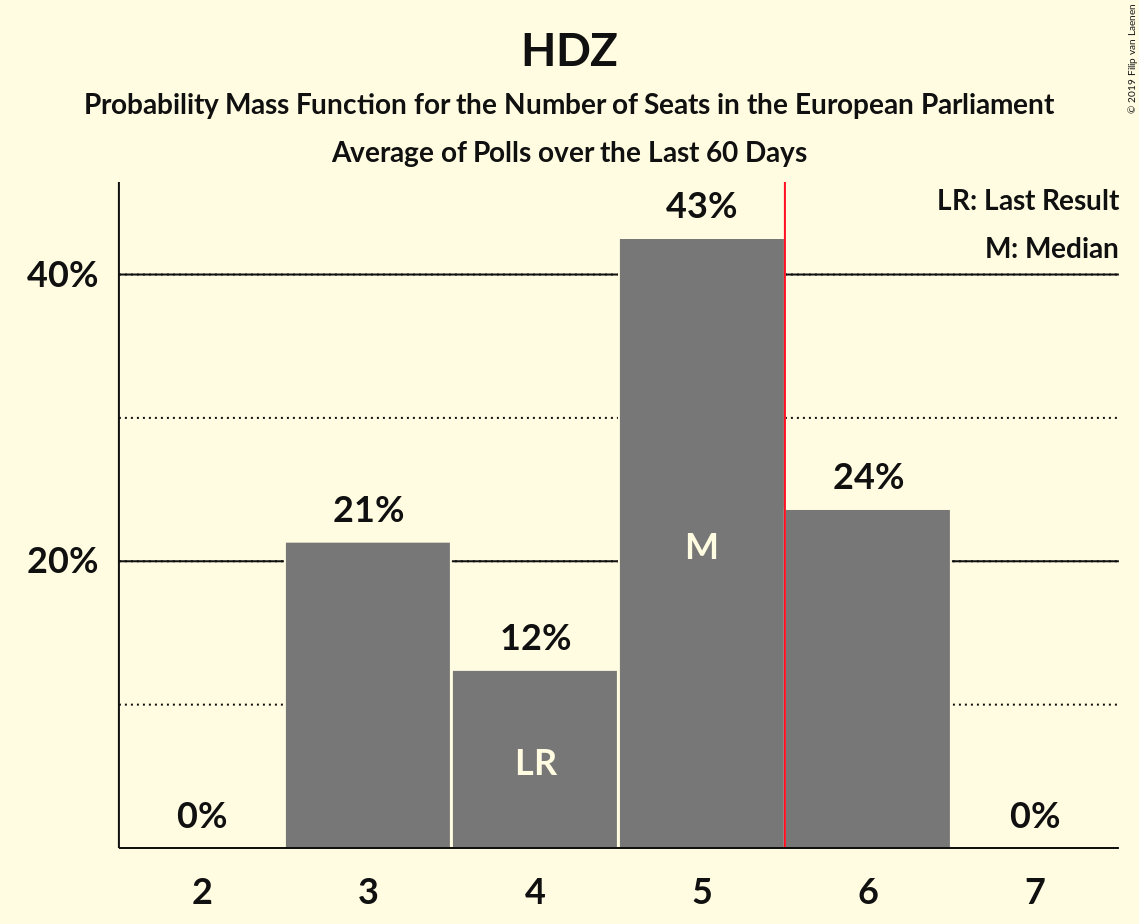 HDZ
Probability Mass Function for the Number of Seats in the European Parliament
Average of Polls over the Last 60 Days
© 2019 Filip van Laenen
LR: Last Result
M: Median
43%
40%
24%
21%
M
20%
12%
LR
0%
0%
2 3 4 5 6 7